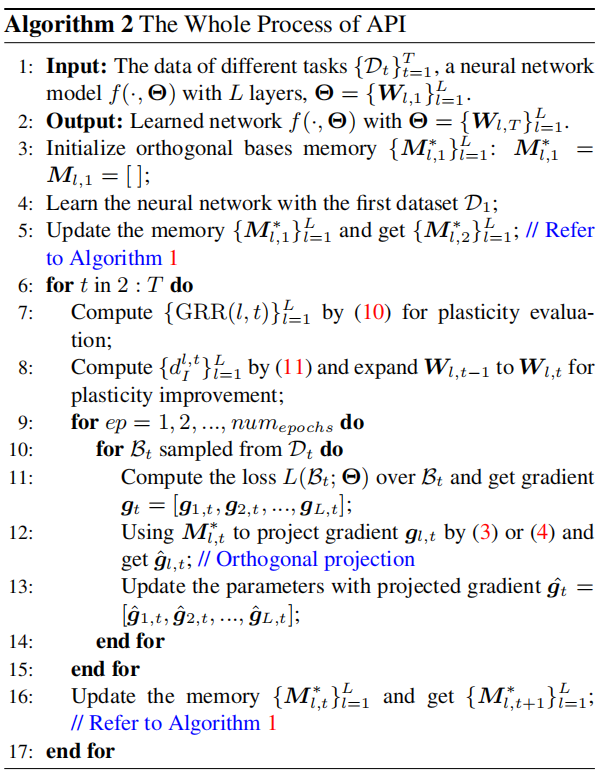 Algorithm 2 The Whole Process of API
1: Input: The data of different tasks $\{\mathcal{D}_t\}_{t=1}^{T}$, a neural network
model $f(\cdot, \boldsymbol{\Theta})$ with $L$ layers, $\boldsymbol{\Theta} = \{\boldsymbol{W}_{l,1}\}_{l=1}^{L}$.
2: Output: Learned network $f(\cdot, \boldsymbol{\Theta})$ with $\boldsymbol{\Theta} = \{\boldsymbol{W}_{l,T}\}_{l=1}^{L}$.
3: Initialize orthogonal bases memory $\{\boldsymbol{M}_{l,1}^{*}\}_{l=1}^{L}$: $\boldsymbol{M}_{l,1}^{*} =$
$\boldsymbol{M}_{l,1} = [\,]$;
4: Learn the neural network with the first dataset $\mathcal{D}_1$;
5: Update the memory $\{\boldsymbol{M}_{l,1}^{*}\}_{l=1}^{L}$ and get $\{\boldsymbol{M}_{l,2}^{*}\}_{l=1}^{L}$; // Refer
to Algorithm 1
6: for $t$ in $2 : T$ do
7: Compute $\{\mathrm{GRR}(l, t)\}_{l=1}^{L}$ by (10) for plasticity evalua-
tion;
8: Compute $\{d_I^{l,t}\}_{l=1}^{L}$ by (11) and expand $\boldsymbol{W}_{l,t-1}$ to $\boldsymbol{W}_{l,t}$ for
plasticity improvement;
9: for $ep = 1, 2, ..., num_{epochs}$ do
10: for $\mathcal{B}_t$ sampled from $\mathcal{D}_t$ do
11: Compute the loss $L(\mathcal{B}_t; \boldsymbol{\Theta})$ over $\mathcal{B}_t$ and get gradient
$\boldsymbol{g}_t = [\boldsymbol{g}_{1,t}, \boldsymbol{g}_{2,t}, ..., \boldsymbol{g}_{L,t}]$;
12: Using $\boldsymbol{M}_{l,t}^{*}$ to project gradient $\boldsymbol{g}_{l,t}$ by (3) or (4) and
get $\hat{\boldsymbol{g}}_{l,t}$; // Orthogonal projection
13: Update the parameters with projected gradient $\hat{\boldsymbol{g}}_t =$
$[\hat{\boldsymbol{g}}_{1,t}, \hat{\boldsymbol{g}}_{2,t}, ..., \hat{\boldsymbol{g}}_{L,t}]$;
14: end for
15: end for
16: Update the memory $\{\boldsymbol{M}_{l,t}^{*}\}_{l=1}^{L}$ and get $\{\boldsymbol{M}_{l,t+1}^{*}\}_{l=1}^{L}$;
// Refer to Algorithm 1
17: end for